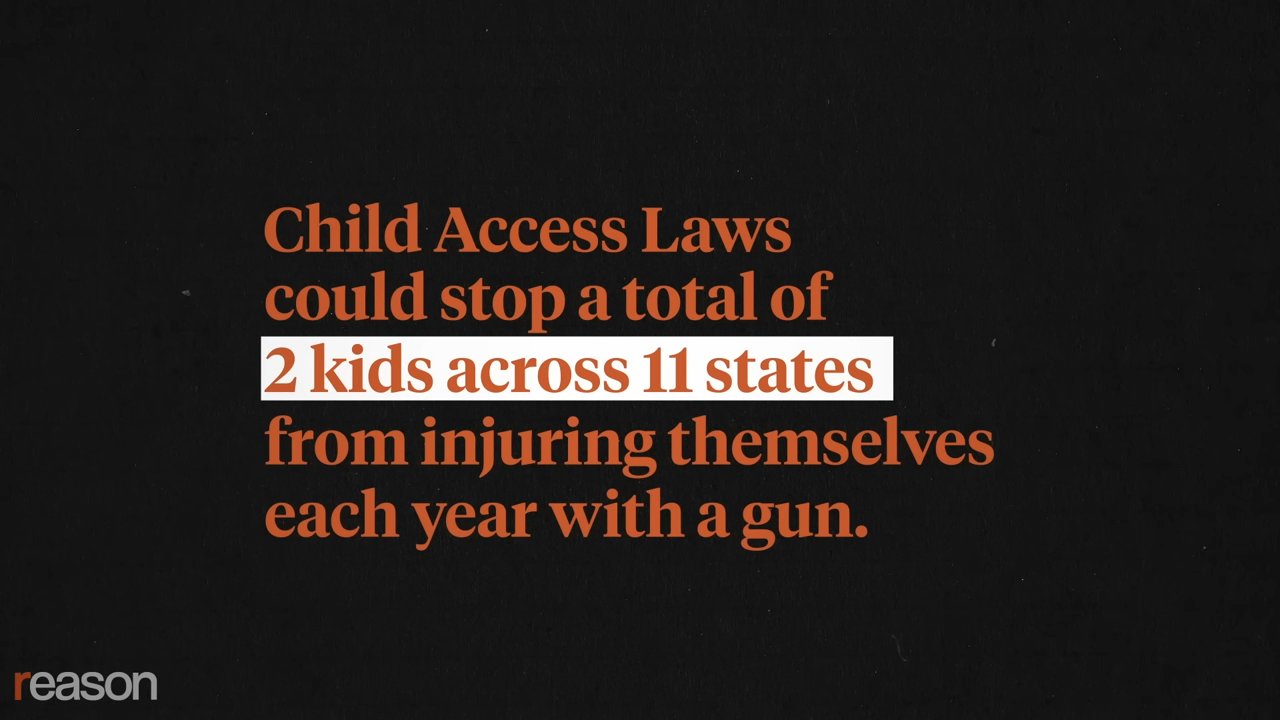 Child Access Laws
could stop a total of
2 kids across 11 states
from injuring themselves
each year with a gun.
reason